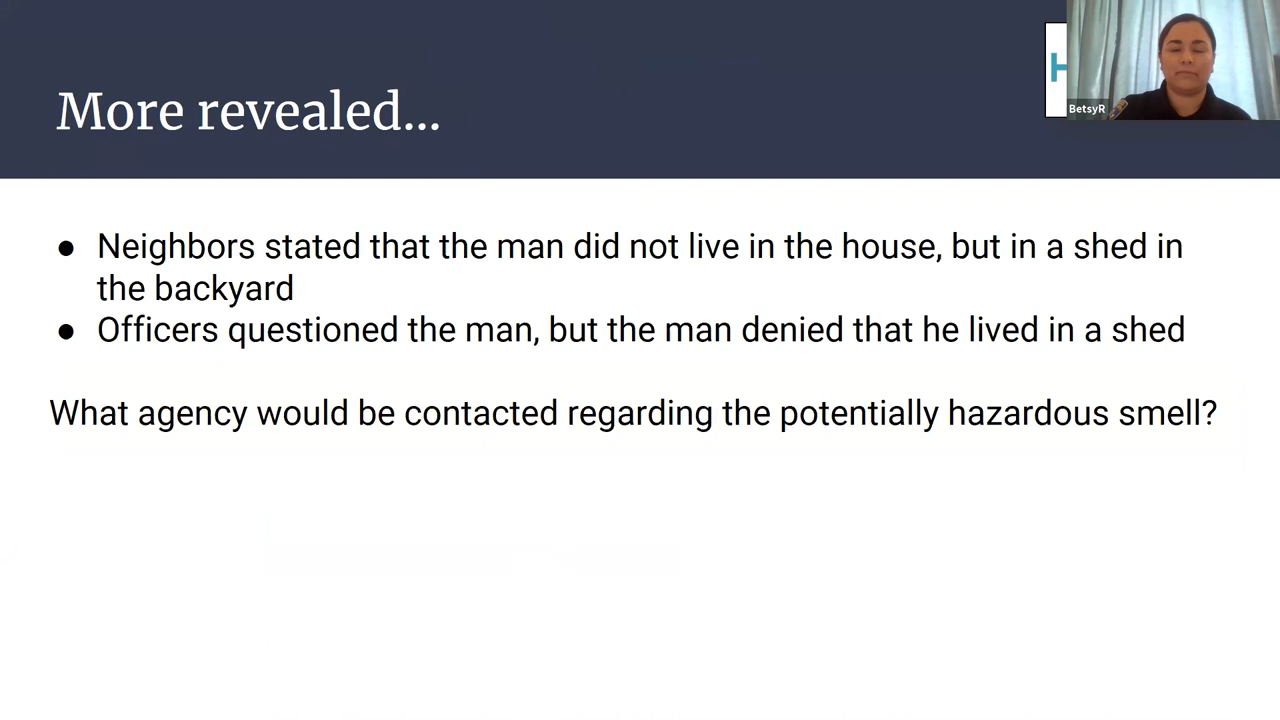 More revealed...
H
BetsyR
● Neighbors stated that the man did not live in the house, but in a shed in
the backyard
● Officers questioned the man, but the man denied that he lived in a shed
What agency would be contacted regarding the potentially hazardous smell?